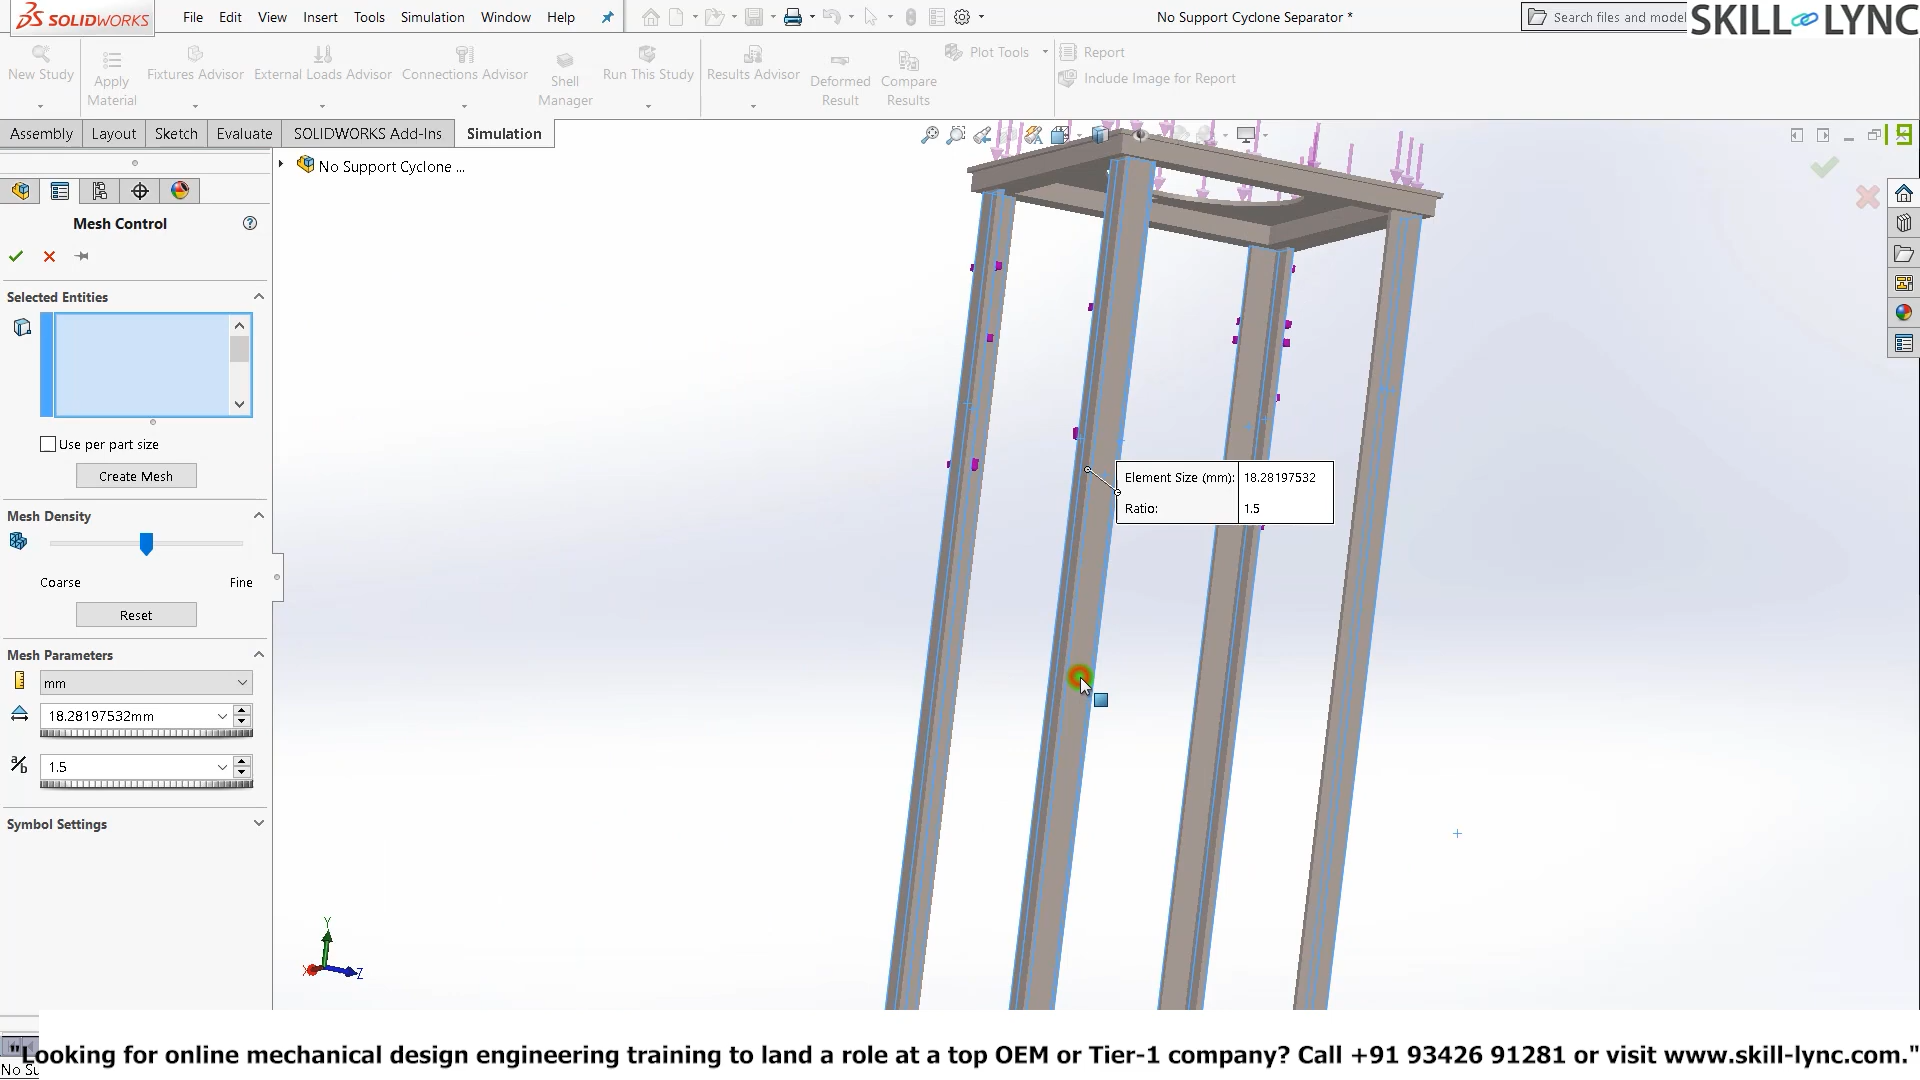 SOLIDWORKS
File Edit View Insert Tools Simulation Window Help
No Support Cyclone Separator *
Search files and model
SKILL LYNC
New Study
Apply Material
Fixtures Advisor
External Loads Advisor
Connections Advisor
Shell Manager
Run This Study
Results Advisor
Deformed Result
Compare Results
Plot Tools
Report
Include Image for Report
Assembly Layout Sketch Evaluate SOLIDWORKS Add-Ins Simulation
No Support Cyclone ...
Mesh Control
Selected Entities
Use per part size
Create Mesh
Mesh Density
Coarse Fine
Reset
Mesh Parameters
mm
18.28197532mm
a/b
1.5
Symbol Settings
Element Size (mm): 18.28197532
Ratio: 1.5
Y
X
Z
"Looking for online mechanical design engineering training to land a role at a top OEM or Tier-1 company? Call +91 93426 91281 or visit www.skill-lync.com."